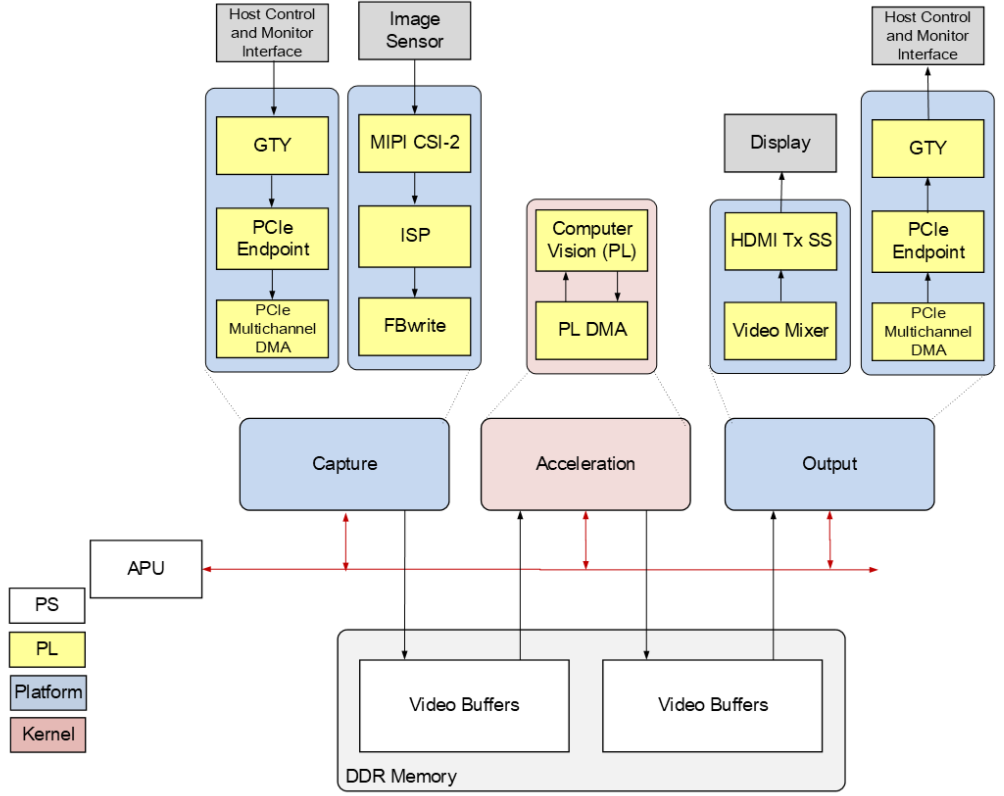 Host Control
and Monitor
Interface
Image
Sensor
Host Control
and Monitor
Interface
GTY
MIPI CSI-2
Display
GTY
PCIe
Endpoint
ISP
Computer
Vision (PL)
HDMI Tx SS
PCIe
Endpoint
PCIe
Multichannel
DMA
FBwrite
PL DMA
Video Mixer
PCIe
Multichannel
DMA
Capture
Acceleration
Output
APU
PS
PL
Platform
Kernel
Video Buffers
Video Buffers
DDR Memory